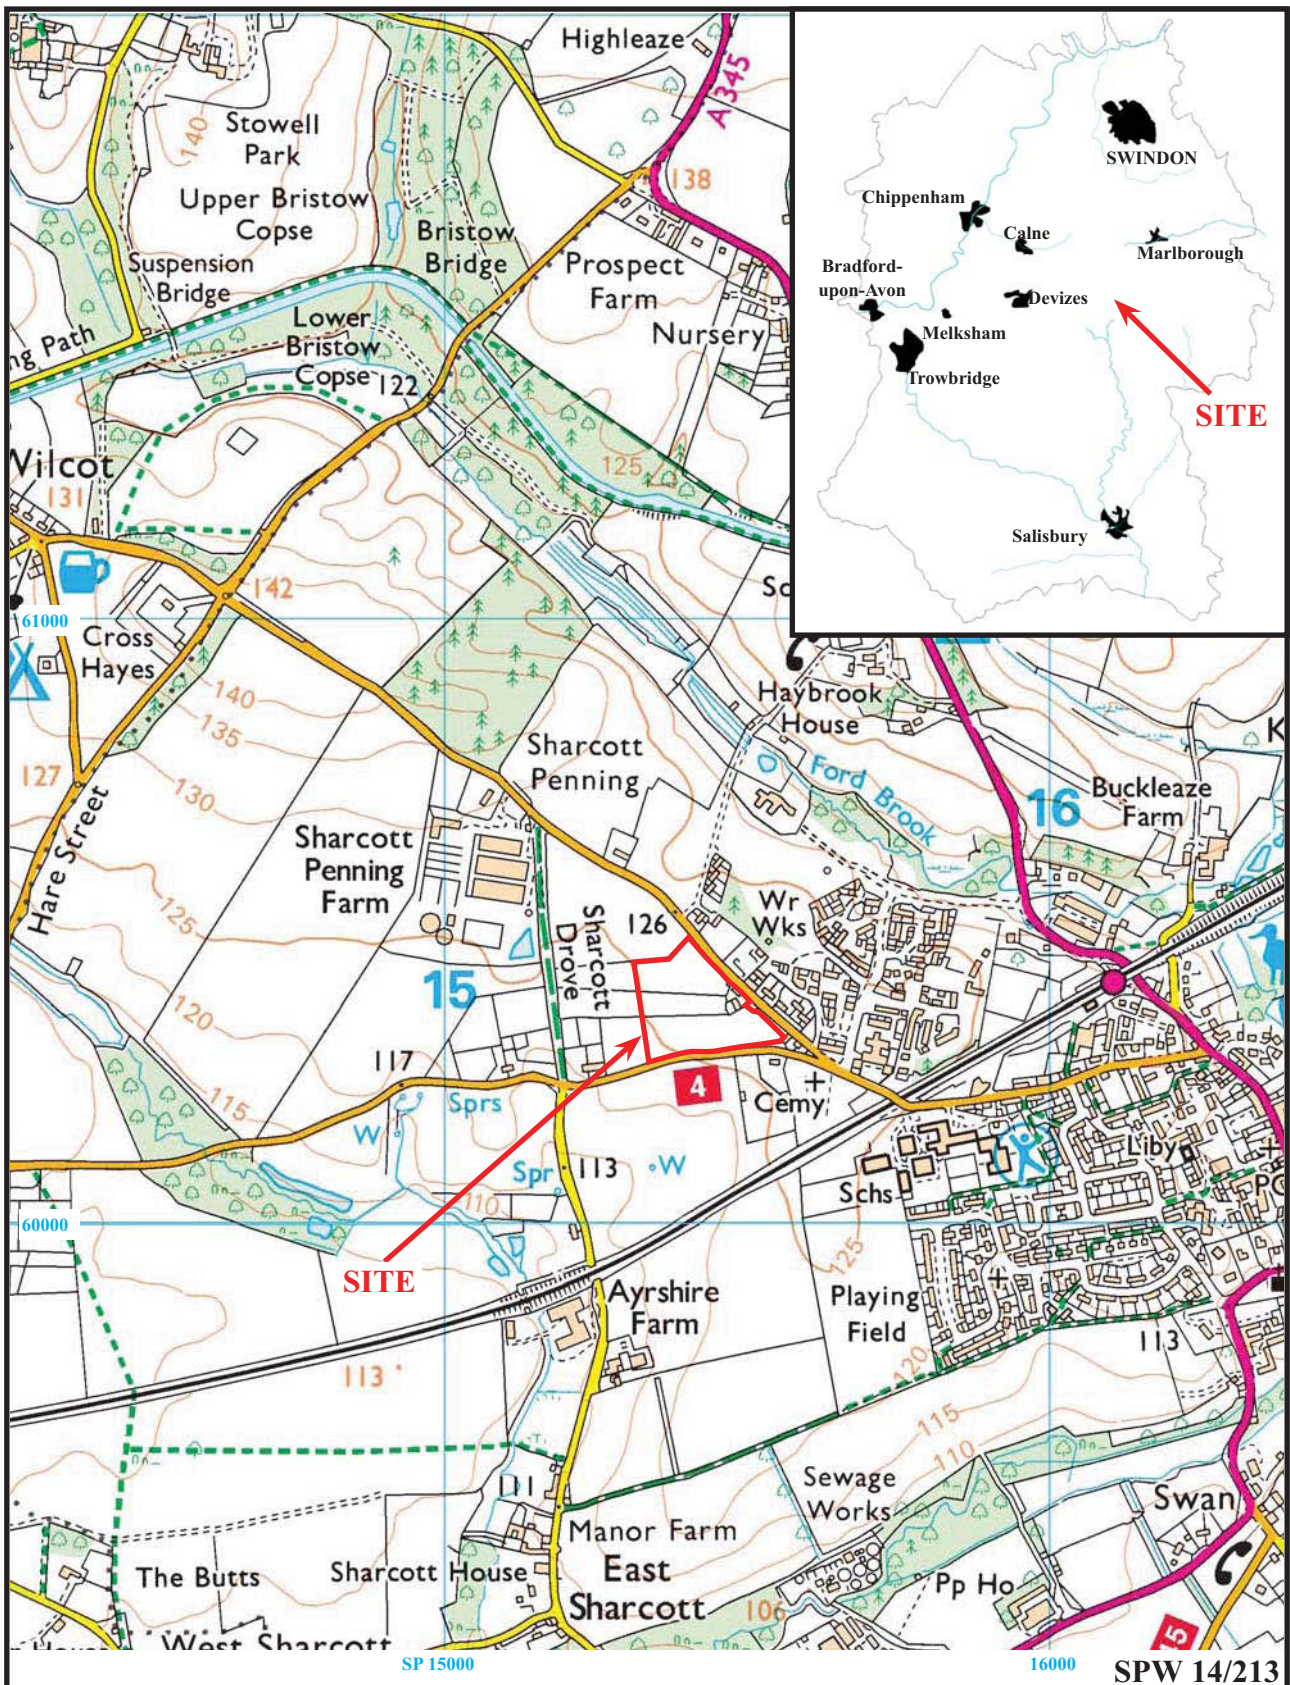 Highleaze
A 345
140
Stowell
Park
138
Upper Bristow
Copse
Bristow
Bridge
Prospect
Farm
Suspension
Bridge
Nursery
ng Path
Lower
Bristow
Copse
122
125
Wilcot
131
142
61000
Cross
Hayes
140
135
130
127
Hare Street
125
120
115
Sharcott
Penning
Sharcott
Penning
Farm
Sharcott
Drove
126
Wr
Wks
Haybrook
House
Ford Brook
16
Buckleaze
Farm
K
15
117
4
Cemy
Sprs
W
Spr
113
W
110
Schs
Liby
60000
SITE
125
Ayrshire
Farm
Playing
Field
113
120
113
115
110
111
Sewage
Works
Swan
Manor Farm
The Butts
Sharcott House
East
Sharcott
106
Pp Ho
West Sharcott
SP 15000
16000
SPW 14/213
SWINDON
Chippenham
Calne
Marlborough
Bradford-
upon-Avon
Devizes
Melksham
Trowbridge
SITE
Salisbury